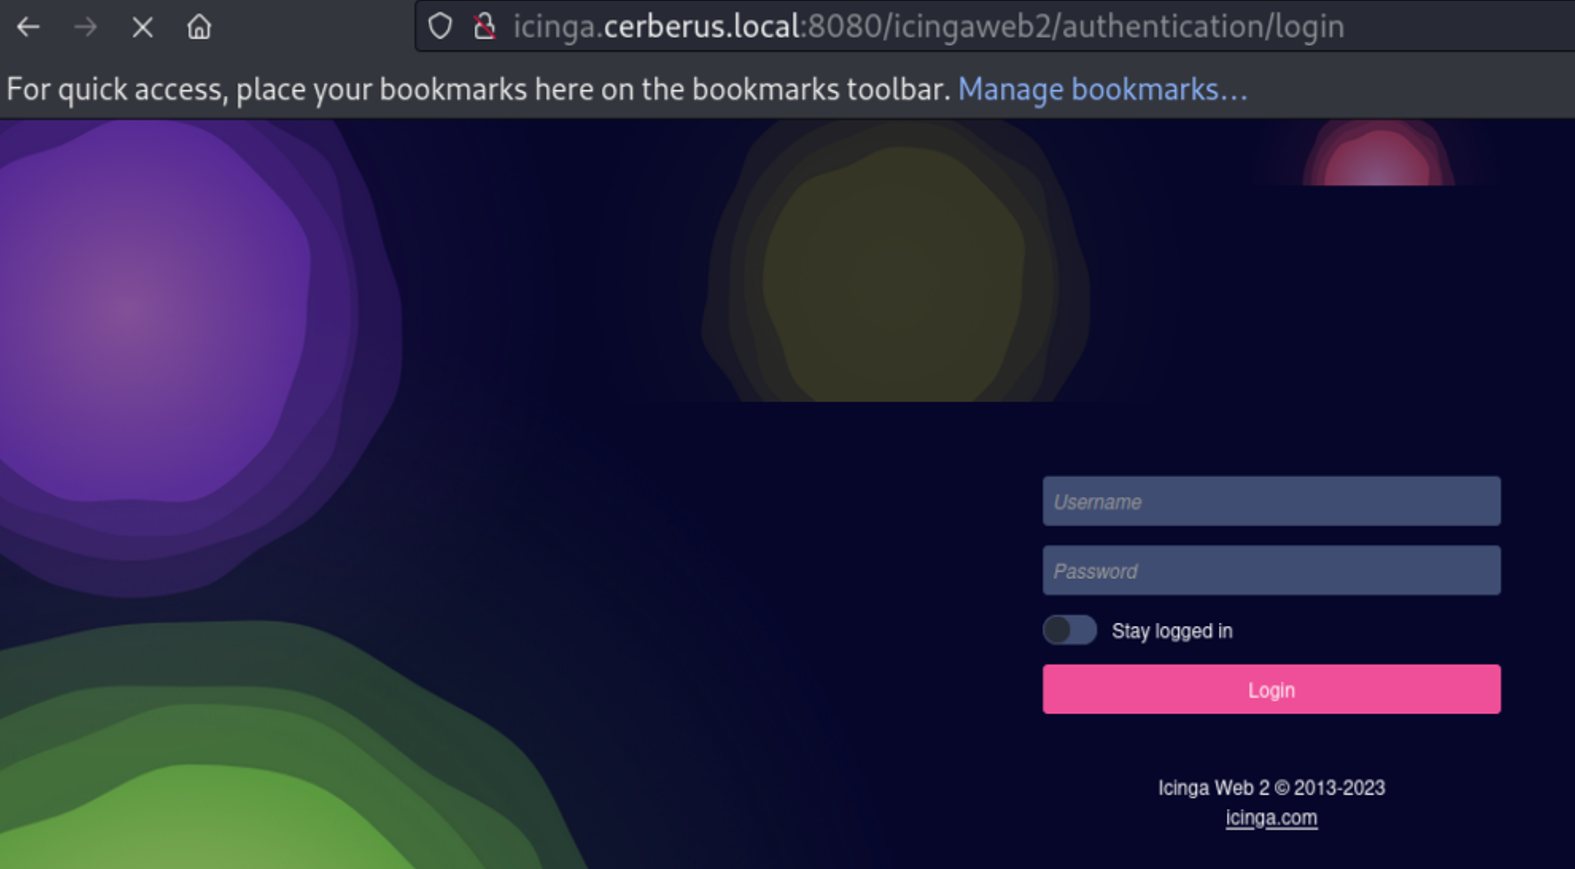 icinga.cerberus.local:8080/icingaweb2/authentication/login
For quick access, place your bookmarks here on the bookmarks toolbar. Manage bookmarks...
Username
Password
Stay logged in
Login
Icinga Web 2 © 2013-2023
icinga.com